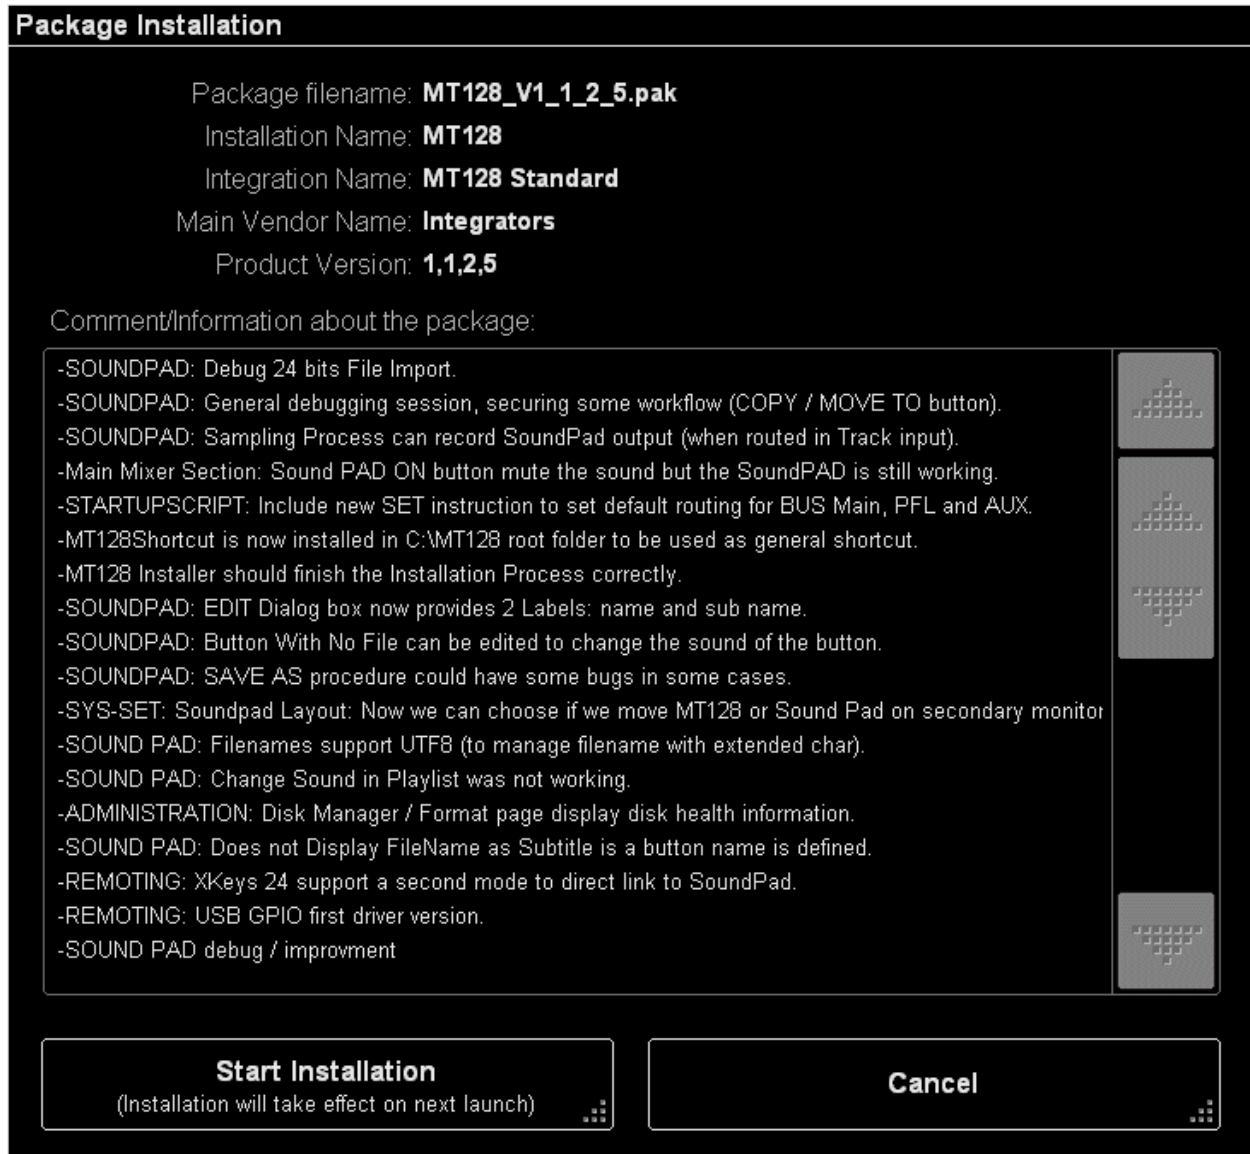 Package Installation
Package filename: MT128_V1_1_2_5.pak
Installation Name: MT128
Integration Name: MT128 Standard
Main Vendor Name: Integrators
Product Version: 1,1,2,5
Comment/Information about the package:
-SOUNDPAD: Debug 24 bits File Import.
-SOUNDPAD: General debugging session, securing some workflow (COPY / MOVE TO button).
-SOUNDPAD: Sampling Process can record SoundPad output (when routed in Track input).
-Main Mixer Section: Sound PAD ON button mute the sound but the SoundPAD is still working.
-STARTUPSCRIPT: Include new SET instruction to set default routing for BUS Main, PFL and AUX.
-MT128Shortcut is now installed in C:\MT128 root folder to be used as general shortcut.
-MT128 Installer should finish the Installation Process correctly.
-SOUNDPAD: EDIT Dialog box now provides 2 Labels: name and sub name.
-SOUNDPAD: Button With No File can be edited to change the sound of the button.
-SOUNDPAD: SAVE AS procedure could have some bugs in some cases.
-SYS-SET: Soundpad Layout: Now we can choose if we move MT128 or Sound Pad on secondary monitor
-SOUND PAD: Filenames support UTF8 (to manage filename with extended char).
-SOUND PAD: Change Sound in Playlist was not working.
-ADMINISTRATION: Disk Manager / Format page display disk health information.
-SOUND PAD: Does not Display FileName as Subtitle is a button name is defined.
-REMOTING: XKeys 24 support a second mode to direct link to SoundPad.
-REMOTING: USB GPIO first driver version.
-SOUND PAD debug / improvment
Start Installation
(Installation will take effect on next launch)
Cancel